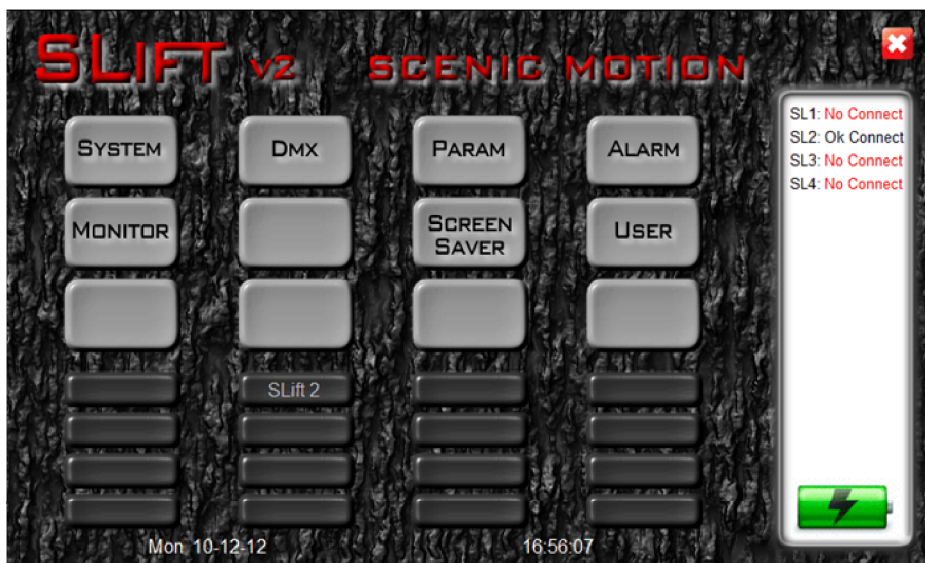 SLIFT V2 SCENIC MOTION
SYSTEM
DMX
PARAM
ALARM
MONITOR
SCREEN
SAVER
USER
SLift 2
Mon 10-12-12
16:56:07
SL1: No Connect
SL2: Ok Connect
SL3: No Connect
SL4: No Connect